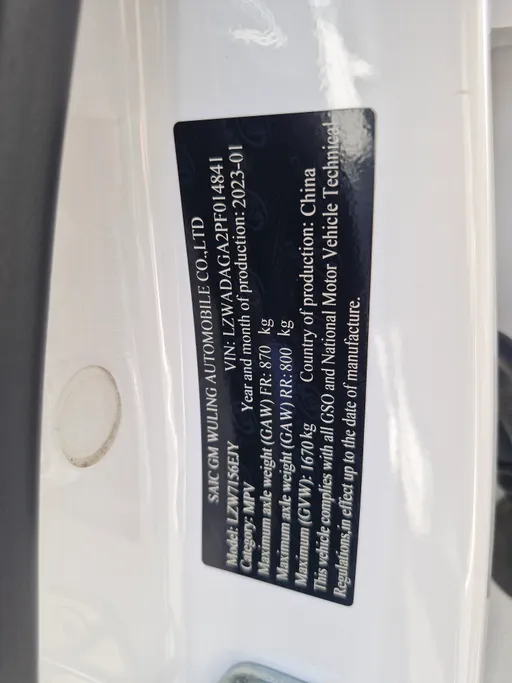 SAIC GM WULING AUTOMOBILE CO.,LTD
Model: LZW7156EJY VIN: LZWADAGA2PF014841
Category: MPV Year and month of production: 2023-01
Maximum axle weight (GAW) FR: 870 kg
Maximum axle weight (GAW) RR: 800 kg
Maximum (GVW): 1670 kg Country of production: China
This vehicle complies with all GSO and National Motor Vehicle Technical
Regulations,in effect up to the date of manufacture.